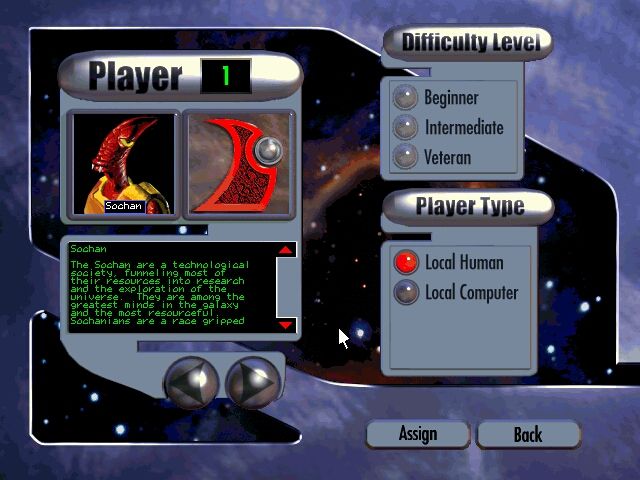 Player 1
Sochan
Sochan
The Sochan are a technological
society, funneling most of
their resources into research
and the exploration of the
universe. They are among the
greatest minds in the galaxy
and the most resourceful.
Sochanians are a race gripped
Difficulty Level
Beginner
Intermediate
Veteran
Player Type
Local Human
Local Computer
Assign
Back